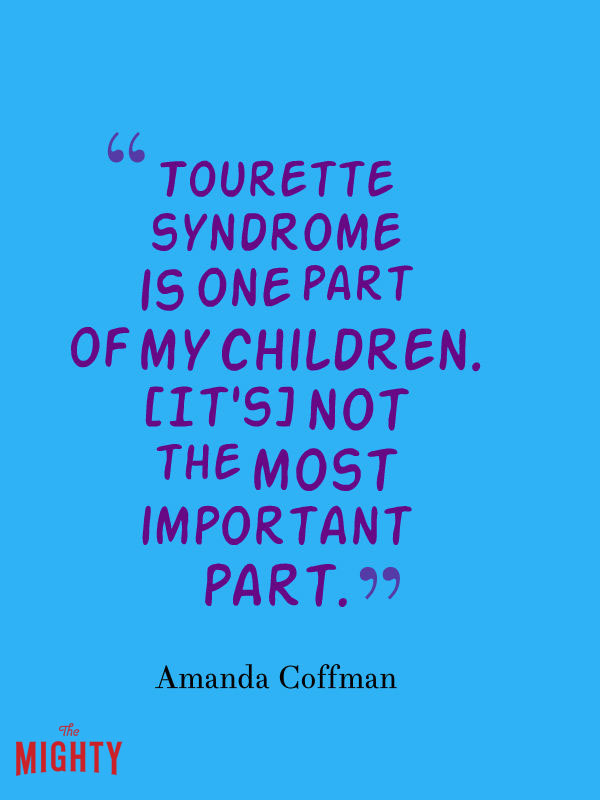 “TOURETTE
SYNDROME
IS ONE PART
OF MY CHILDREN.
[IT'S] NOT
THE MOST
IMPORTANT
PART.”
Amanda Coffman
The
MIGHTY